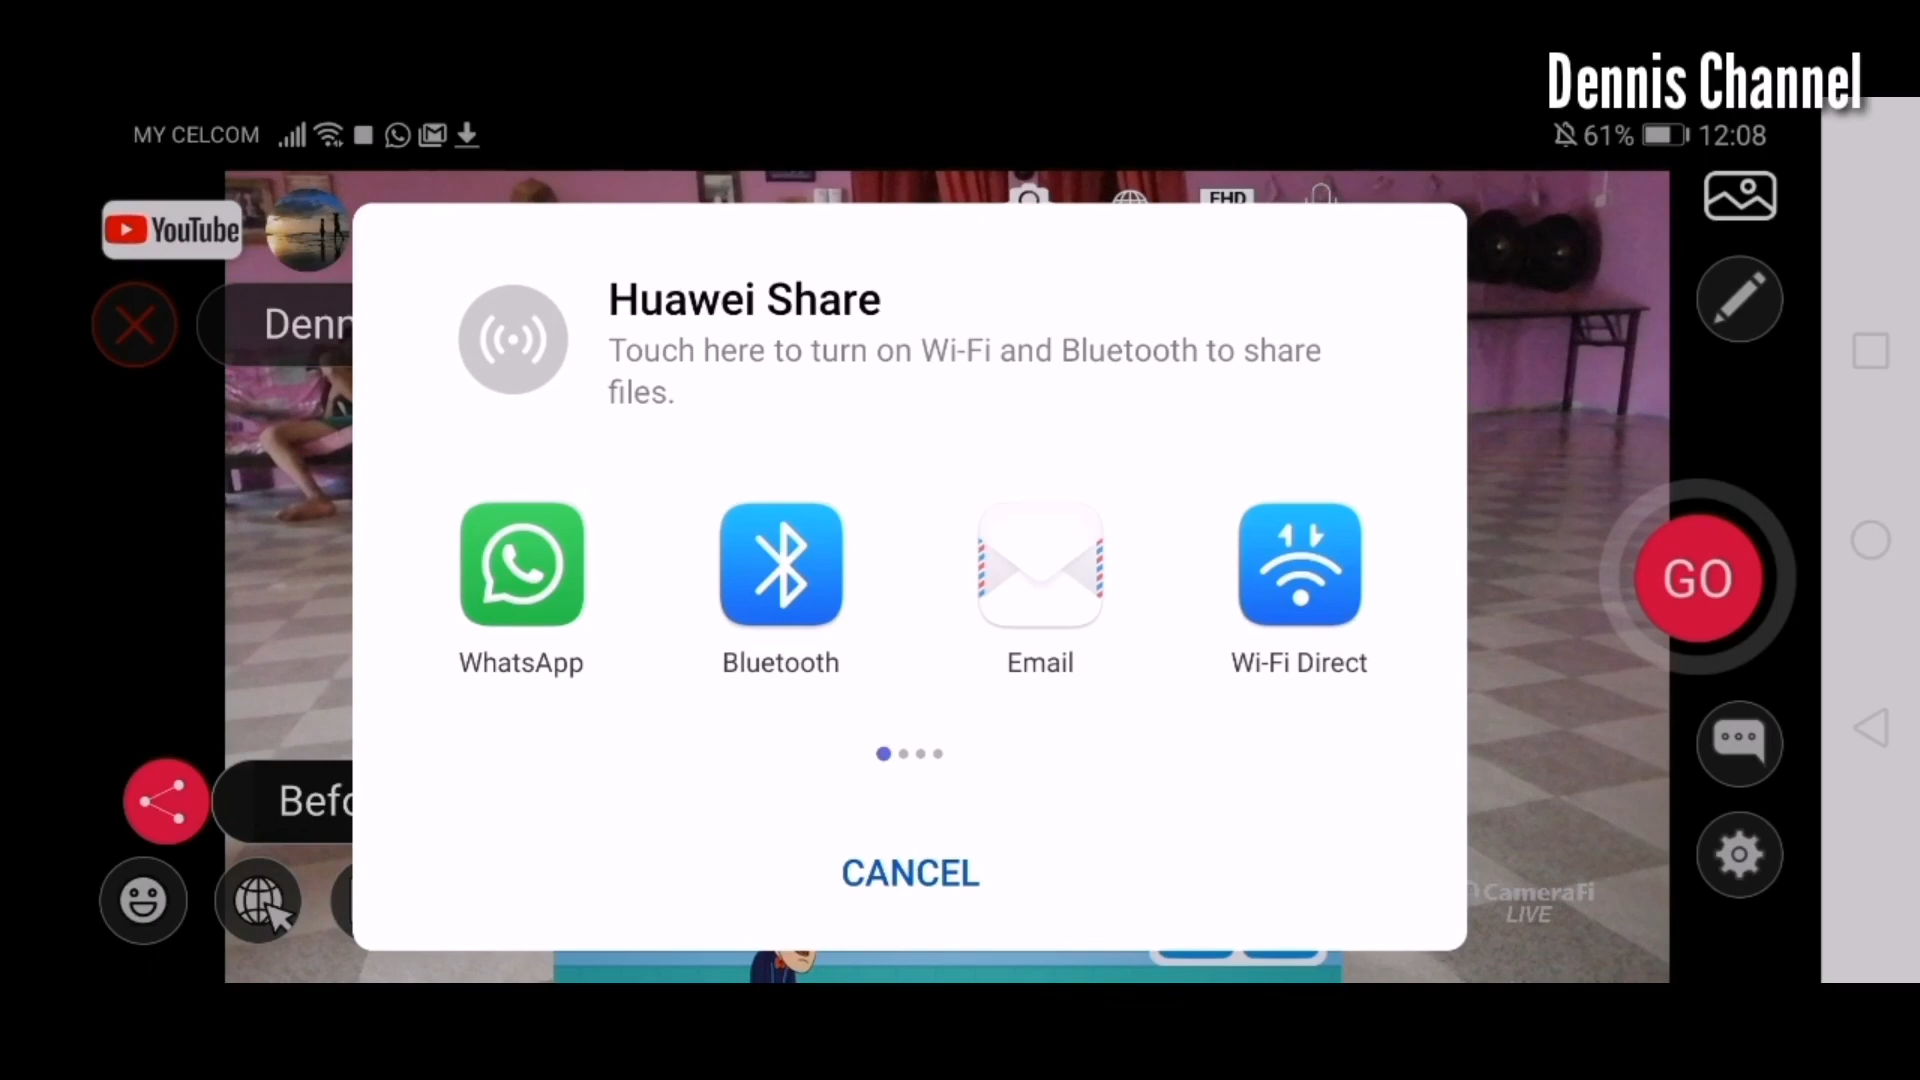 Dennis Channel
MY CELCOM
61% 12:08
YouTube
FHD
Huawei Share
Touch here to turn on Wi-Fi and Bluetooth to share
files.
Denn
WhatsApp
Bluetooth
Email
Wi-Fi Direct
GO
Befo
CANCEL
CameraFi
LIVE